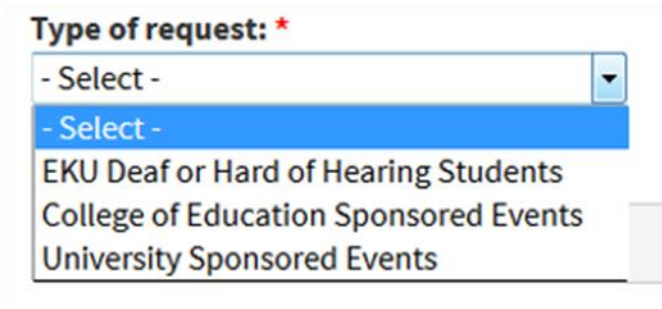 Type of request: *
- Select -
- Select -
EKU Deaf or Hard of Hearing Students
College of Education Sponsored Events
University Sponsored Events